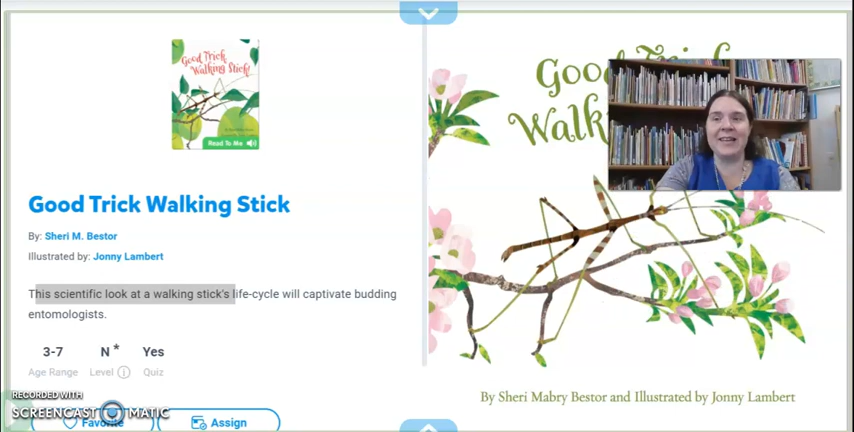 Good Trick
Walking Stick!
Read To Me
Good Trick Walking Stick
By: Sheri M. Bestor
Illustrated by: Jonny Lambert
This scientific look at a walking stick's life-cycle will captivate budding
entomologists.
3-7
N *
Yes
Age Range
Level
Quiz
Favorite
Assign
RECORDED WITH
SCREENCAST MATIC
By Sheri Mabry Bestor and Illustrated by Jonny Lambert